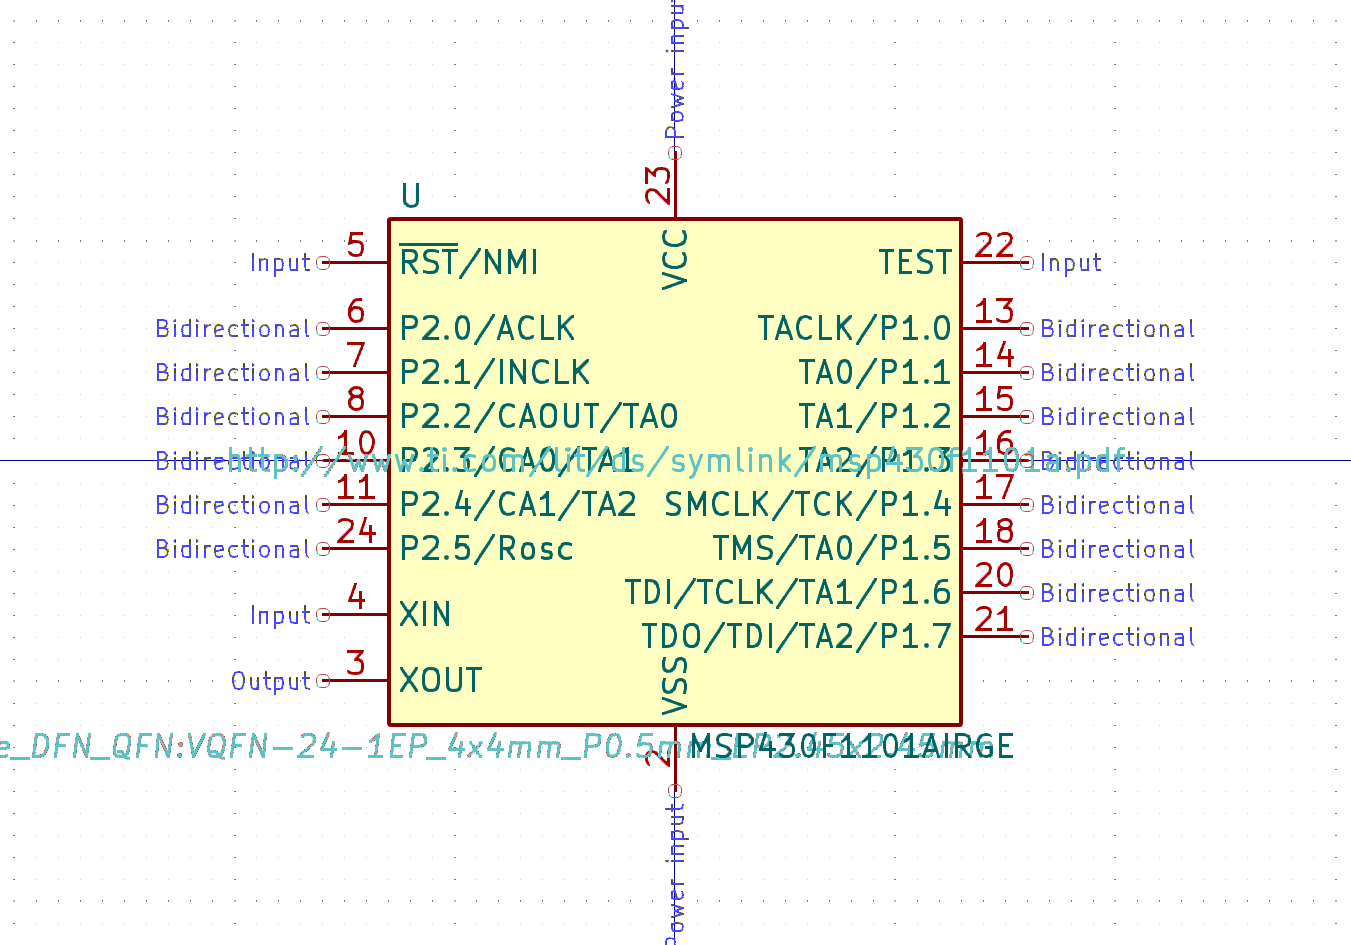 Power input
23
U
VCC
Input 5 RST/NMI
TEST 22 Input
Bidirectional 6 P2.0/ACLK
TACLK/P1.0 13 Bidirectional
Bidirectional 7 P2.1/INCLK
TA0/P1.1 14 Bidirectional
Bidirectional 8 P2.2/CAOUT/TA0
TA1/P1.2 15 Bidirectional
Bidirectional 10 P2.3/CA0/TA1
TA2/P1.3 16 Bidirectional
http://www.ti.com/lit/ds/symlink/msp430f1101a.pdf
Bidirectional 11 P2.4/CA1/TA2
SMCLK/TCK/P1.4 17 Bidirectional
Bidirectional 24 P2.5/Rosc
TMS/TA0/P1.5 18 Bidirectional
TDI/TCLK/TA1/P1.6 20 Bidirectional
Input 4 XIN
TDO/TDI/TA2/P1.7 21 Bidirectional
Output 3 XOUT
VSS
e_DFN_QFN:VQFN-24-1EP_4x4mm_P0.5mm_EP2.45x2.45mm
MSP430F1101AIRGE
2
Power input